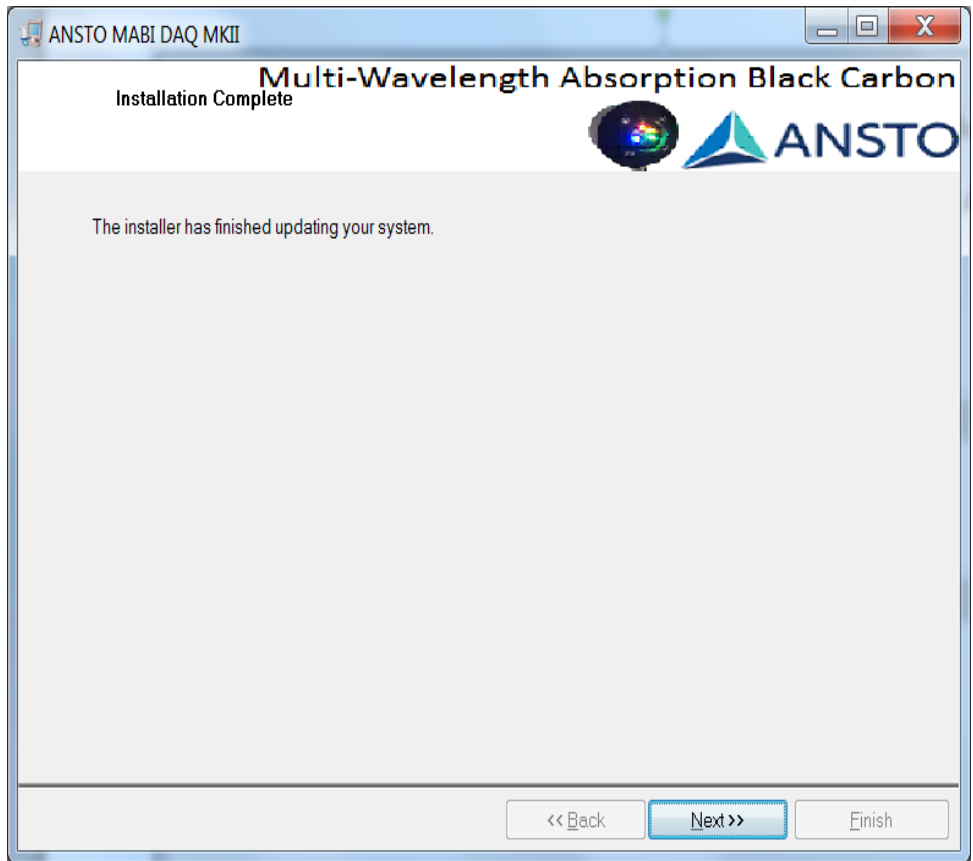 ANSTO MABI DAQ MKII
X
Multi-Wavelength Absorption Black Carbon
Installation Complete
ANSTO
The installer has finished updating your system.
<< Back
Next >>
Finish